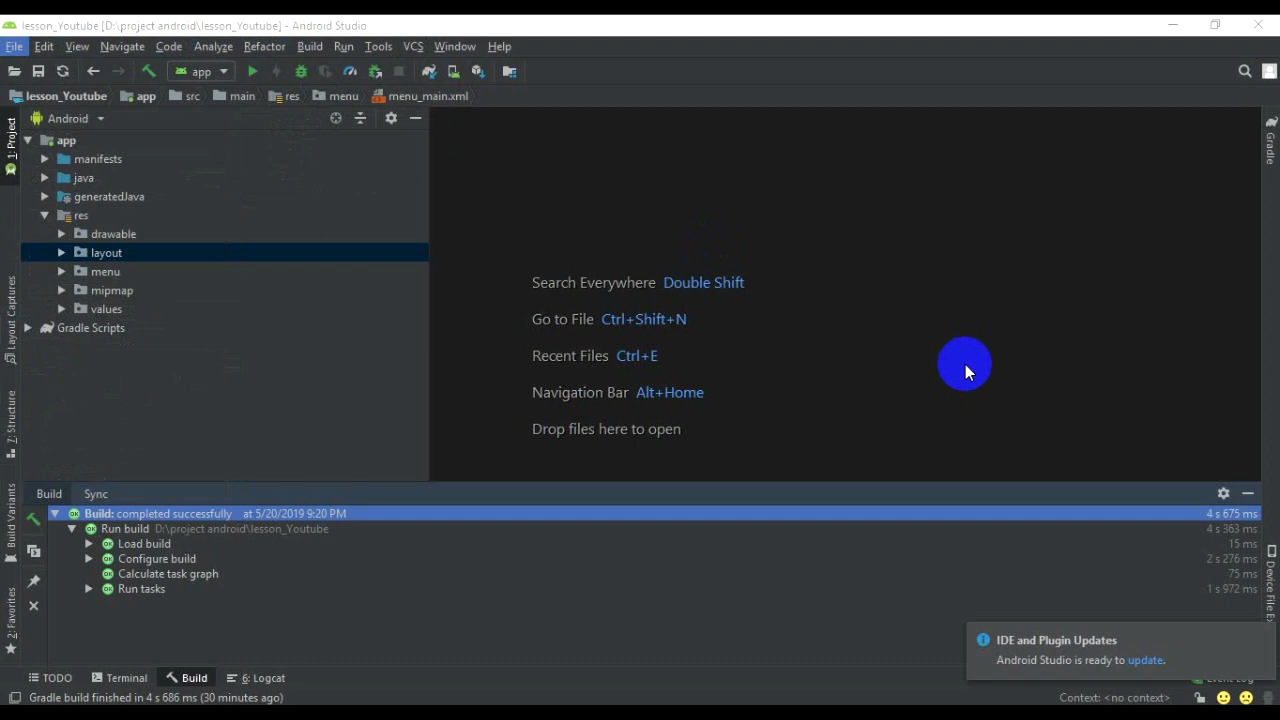 lesson_Youtube [D:\project android\lesson_Youtube] - Android Studio
File Edit View Navigate Code Analyze Refactor Build Run Tools VCS Window Help
app
lesson_Youtube app src main res menu menu_main.xml
Android
1: Project
app
manifests
java
generatedJava
res
drawable
layout
menu
mipmap
values
Gradle Scripts
Gradle
Search Everywhere Double Shift
Go to File Ctrl+Shift+N
Recent Files Ctrl+E
Navigation Bar Alt+Home
Drop files here to open
Layout Captures
7: Structure
Build Variants
2: Favorites
Build Sync
Build: completed successfully at 5/20/2019 9:20 PM 4 s 675 ms
Run build D:\project android\lesson_Youtube 4 s 363 ms
Load build 15 ms
Configure build 2 s 276 ms
Calculate task graph 75 ms
Run tasks 1 s 972 ms
Device File
IDE and Plugin Updates
Android Studio is ready to update.
TODO Terminal Build 6: Logcat
Gradle build finished in 4 s 686 ms (30 minutes ago) Context: <no context>